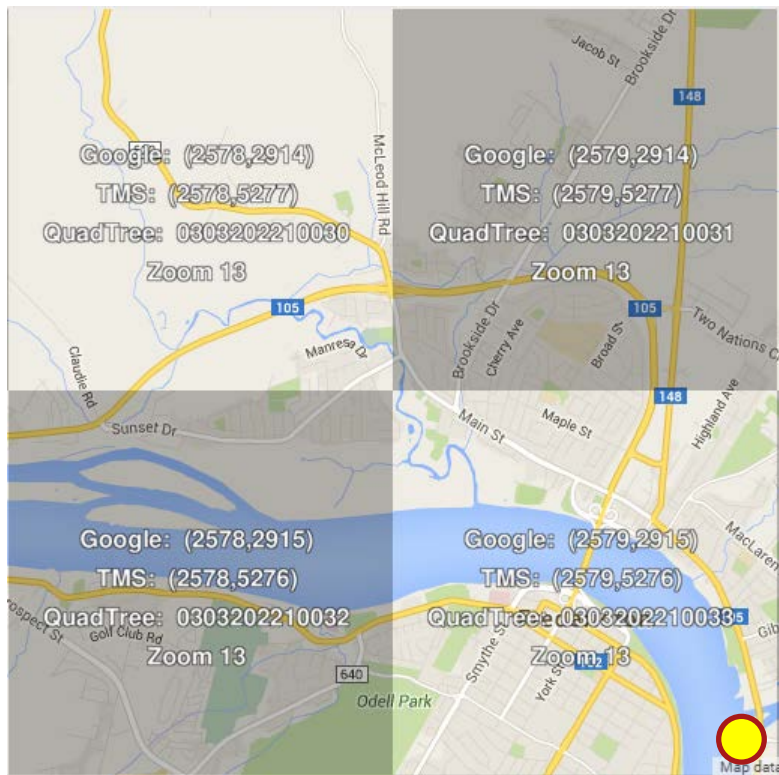 Jacob St
Brookside Dr
148
McLeod Hill Rd
Google: (2578,2914)
TMS: (2578,5277)
QuadTree: 0303202210030
Zoom 13
Google: (2579,2914)
TMS: (2579,5277)
QuadTree: 0303202210031
Zoom 13
105
105
Brookside Dr
Cherry Ave
Broad St
Two Nations
Manresa Dr
Claudie Rd
148
Highland Ave
Sunset Dr
Main St
Maple St
Google: (2578,2915)
TMS: (2578,5276)
QuadTree: 0303202210032
Zoom 13
Google: (2579,2915)
TMS: (2579,5276)
QuadTree: 0303202210033
Zoom 13
MacLaren
rospect St
Golf Club Rd
Smythe St
York St
Gib
640
Odell Park
Map data